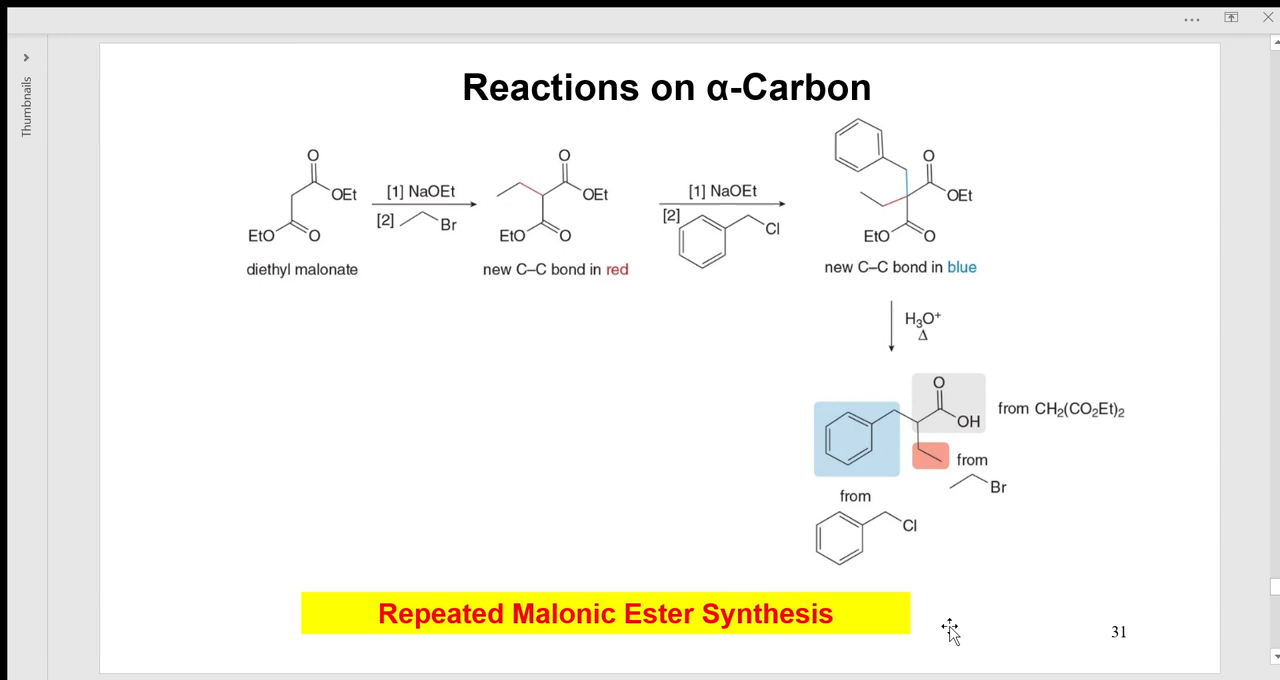 Thumbnails
Reactions on α-Carbon
O
OEt
EtO
O
diethyl malonate
[1] NaOEt
[2] Br
O
OEt
EtO
O
new C–C bond in red
[1] NaOEt
[2]
Cl
O
OEt
EtO
O
new C–C bond in blue
H₃O⁺
Δ
O
OH
from CH₂(CO₂Et)₂
from
Br
from
Cl
Repeated Malonic Ester Synthesis
31